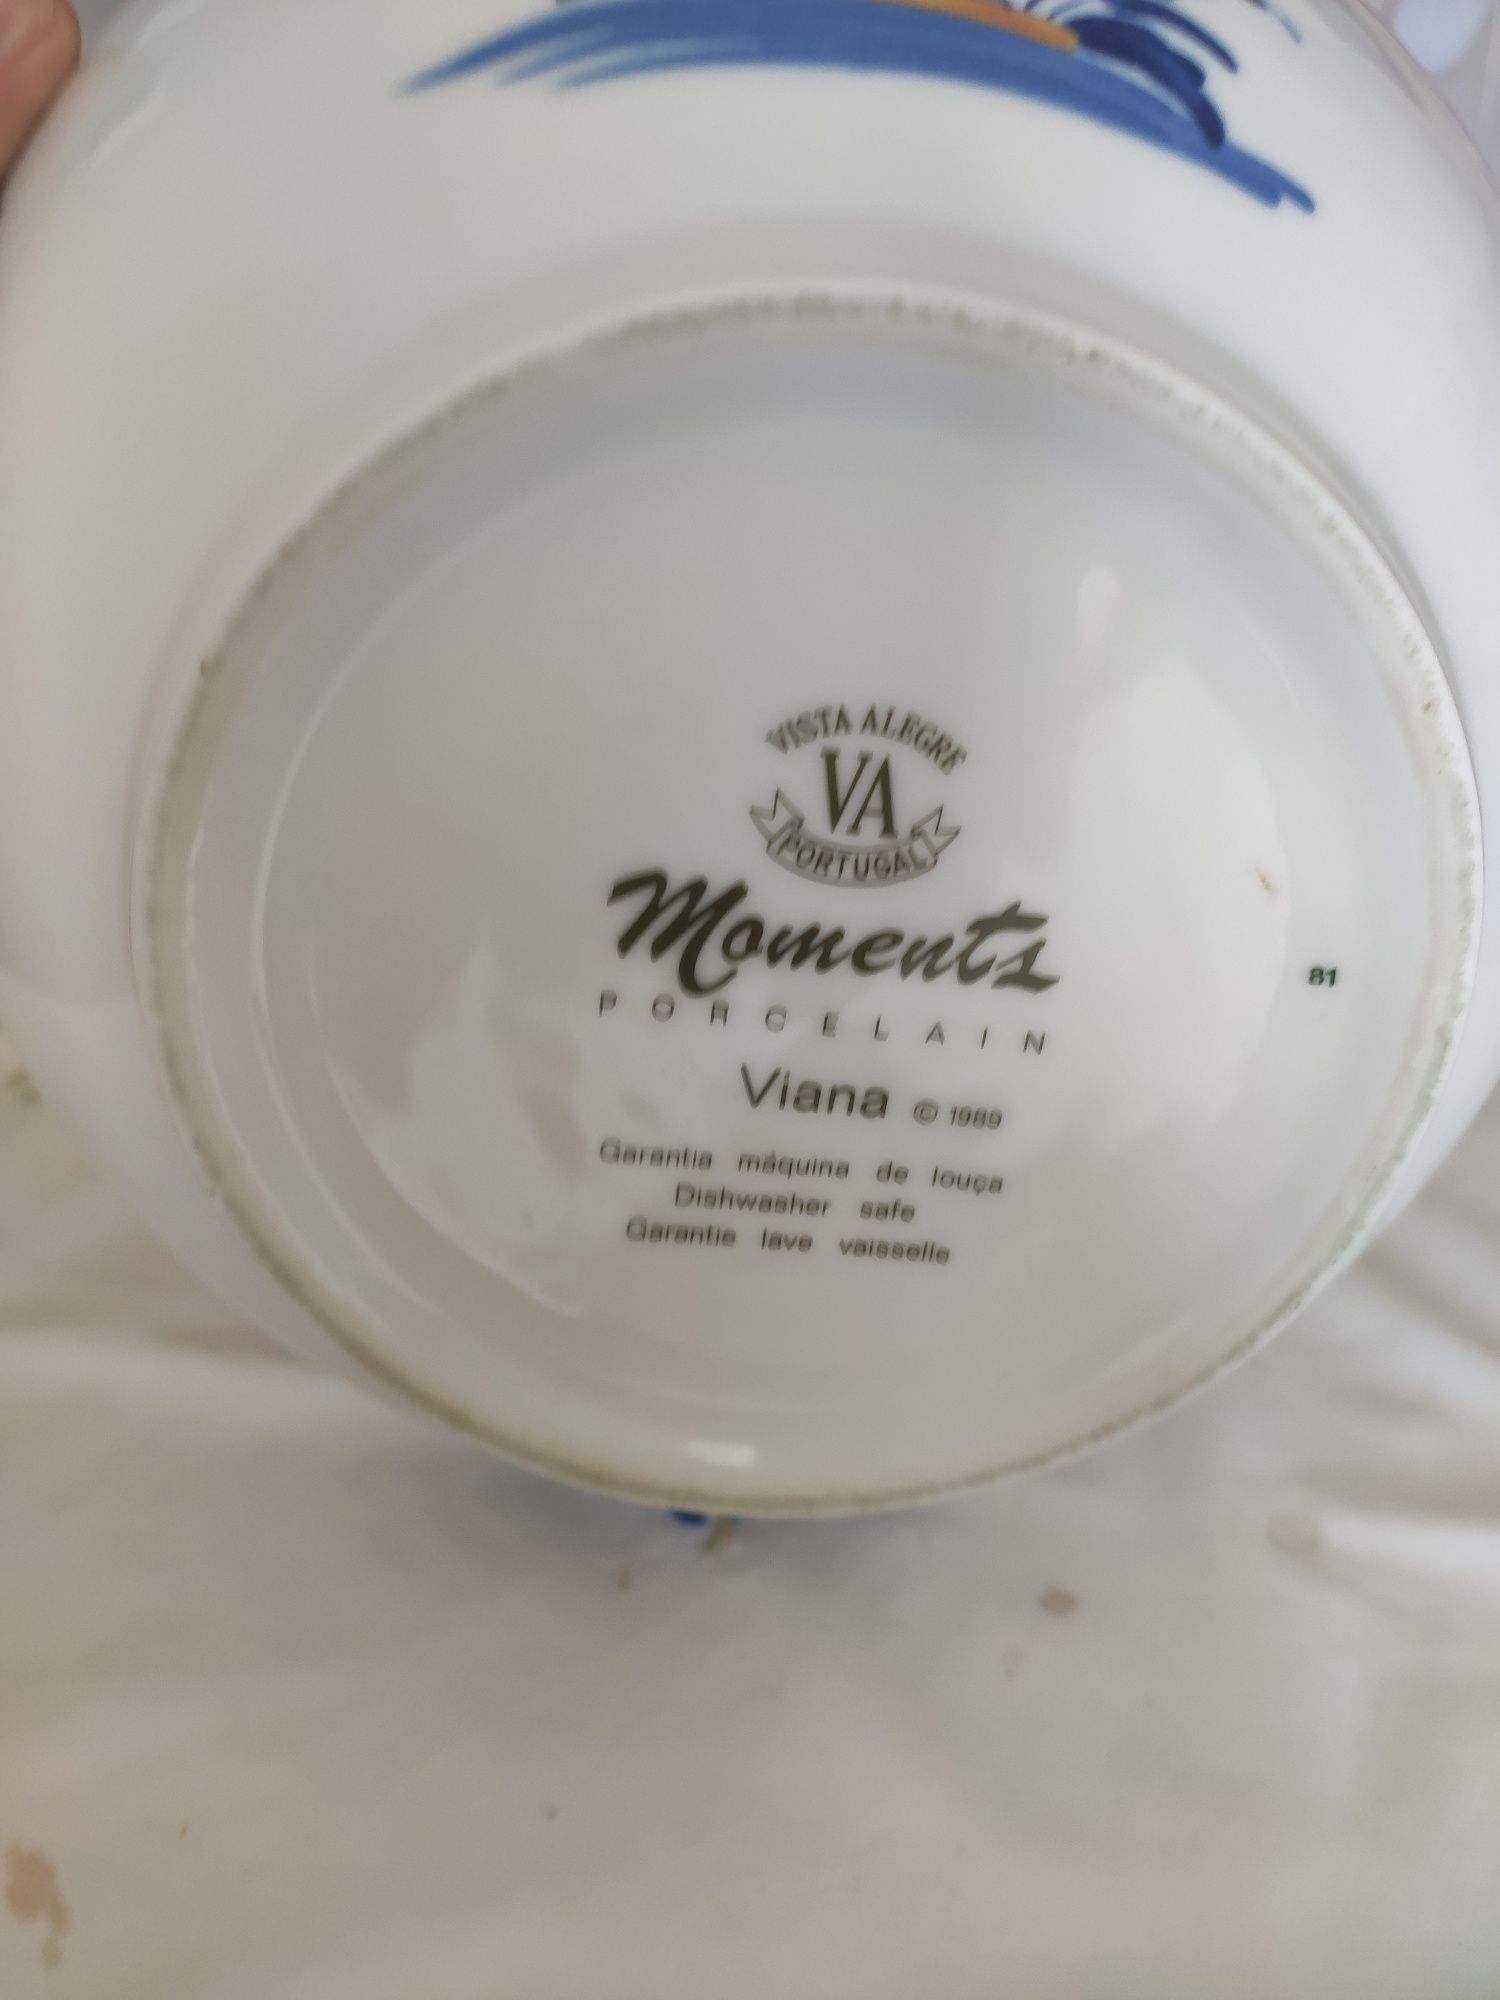 VISTA ALEGRE
VA
PORTUGAL
Moments
PORCELAIN
81
Viana © 1989
Garantia máquina de louça
Dishwasher safe
Garantie lave vaisselle